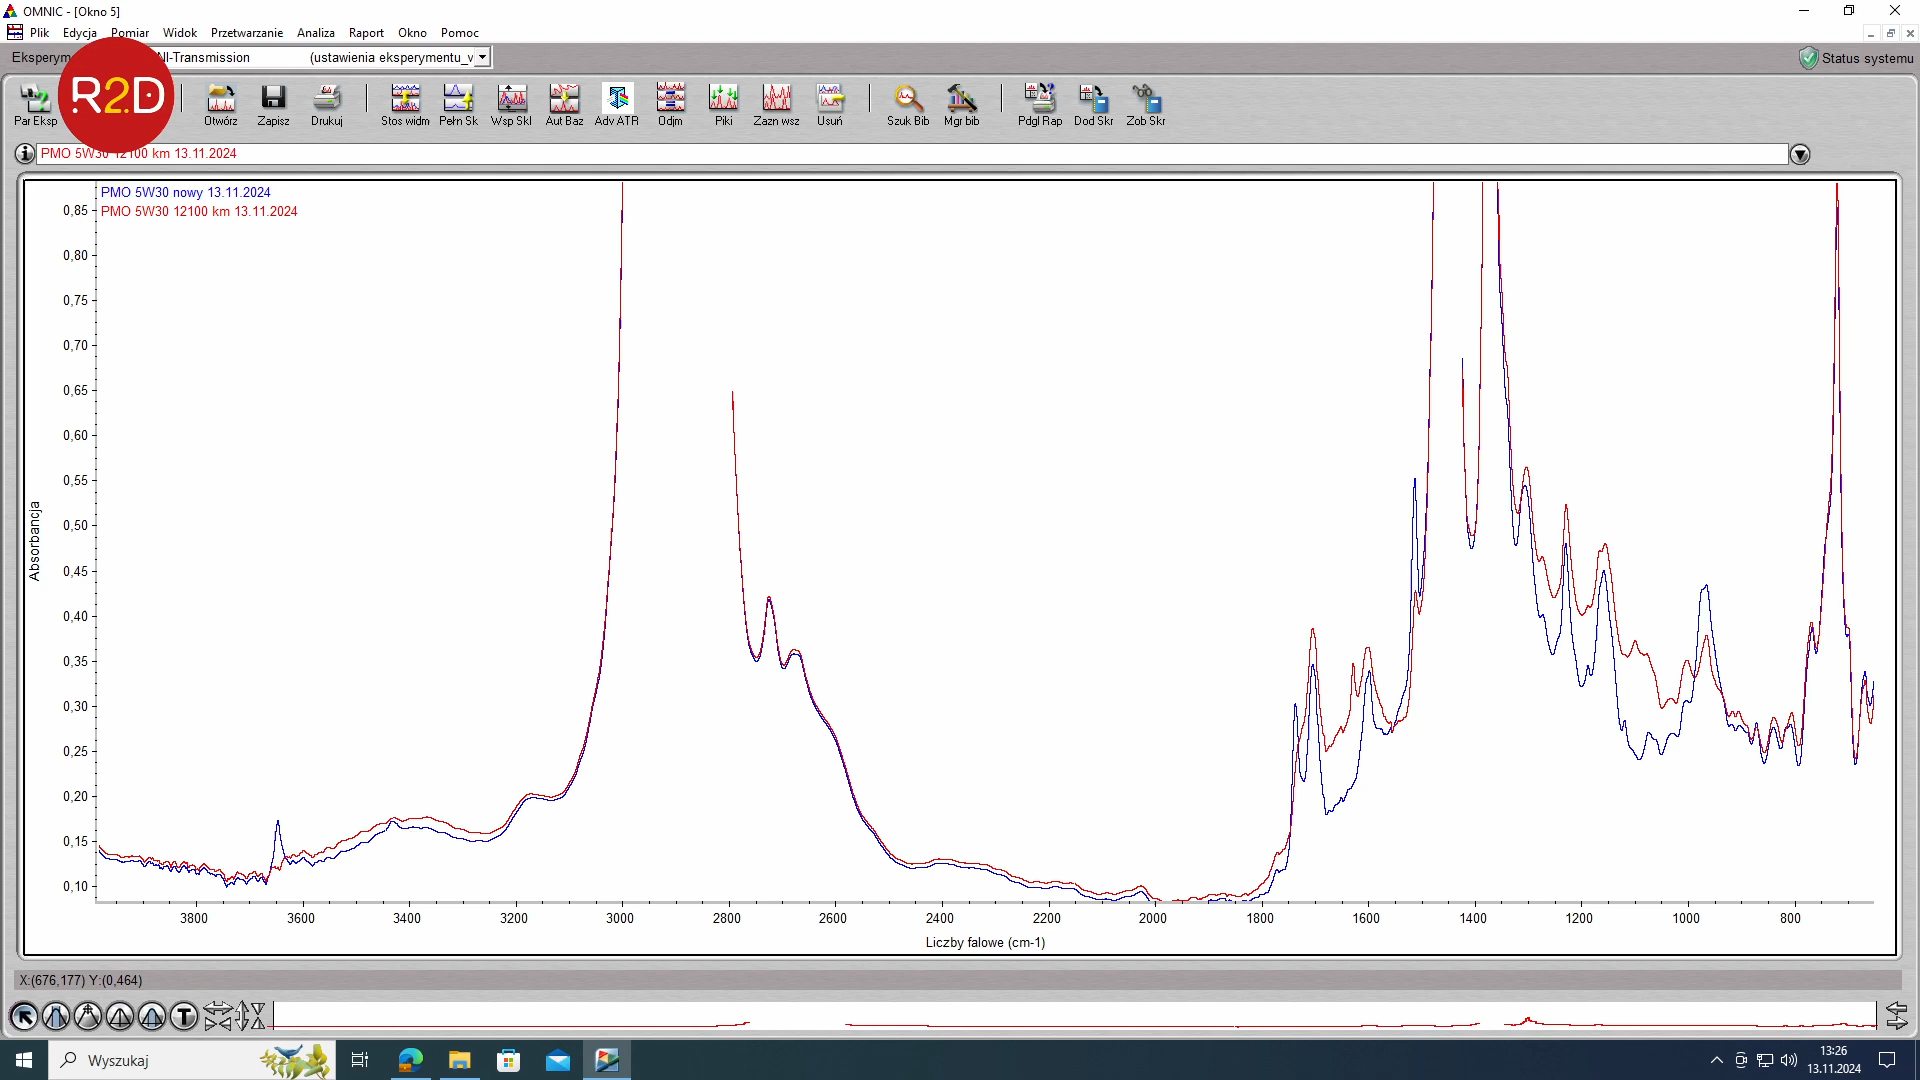 OMNIC - [Okno 5]
Plik Edycja Pomiar Widok Przetwarzanie Analiza Raport Okno Pomoc
Eksperym
l-Transmission (ustawienia eksperymentu_v
Status systemu
R2D
Par Eksp Otwórz Zapisz Drukuj Stos widm Pełn Sk Wsp Skl Aut Baz Adv ATR Odjm Piki Zazn wsz Usuń Szuk Bib Mgr bib Pdgl Rap Dod Skr Zob Skr
PMO 5W30 12100 km 13.11.2024
PMO 5W30 nowy 13.11.2024
PMO 5W30 12100 km 13.11.2024
0,85
0,80
0,75
0,70
0,65
0,60
0,55
0,50
0,45
0,40
0,35
0,30
0,25
0,20
0,15
0,10
Absorbancja
3800 3600 3400 3200 3000 2800 2600 2400 2200 2000 1800 1600 1400 1200 1000 800
Liczby falowe (cm-1)
X:(676,177) Y:(0,464)
T
Wyszukaj
13:26
13.11.2024